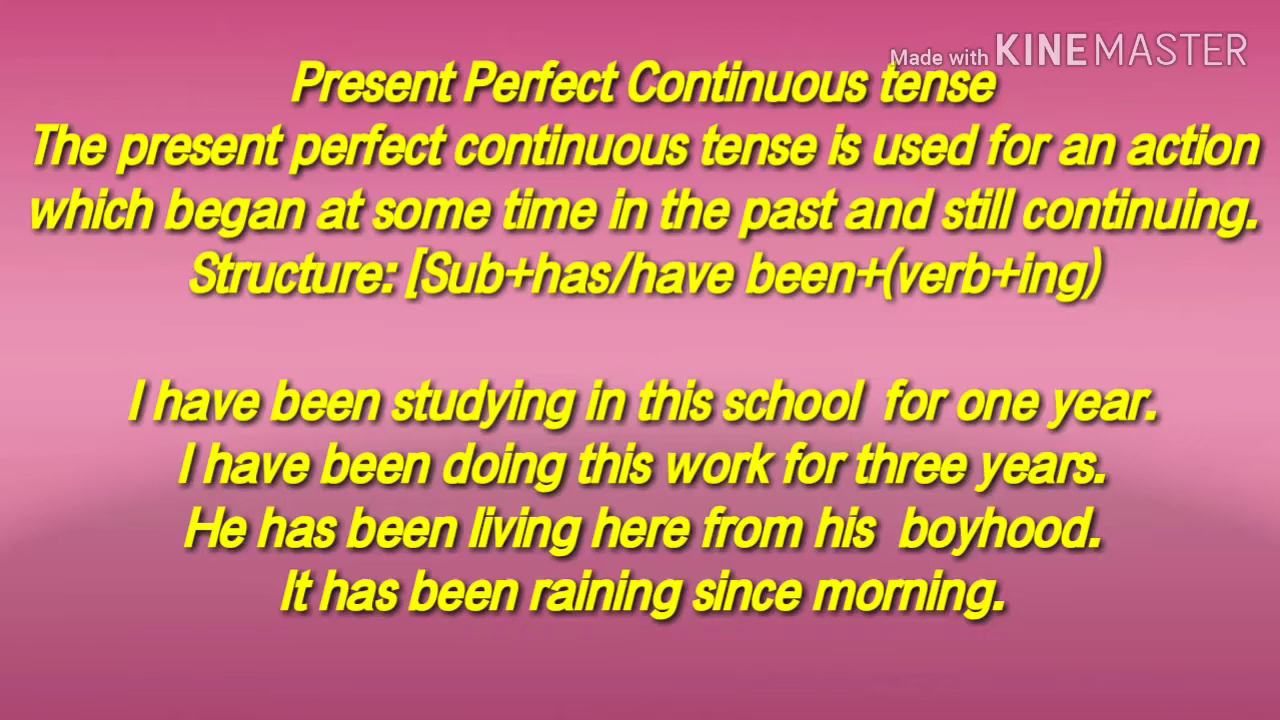 Made with KINEMASTER
Present Perfect Continuous tense
The present perfect continuous tense is used for an action
which began at some time in the past and still continuing.
Structure: [Sub+has/have been+(verb+ing)
I have been studying in this school for one year.
I have been doing this work for three years.
He has been living here from his boyhood.
It has been raining since morning.